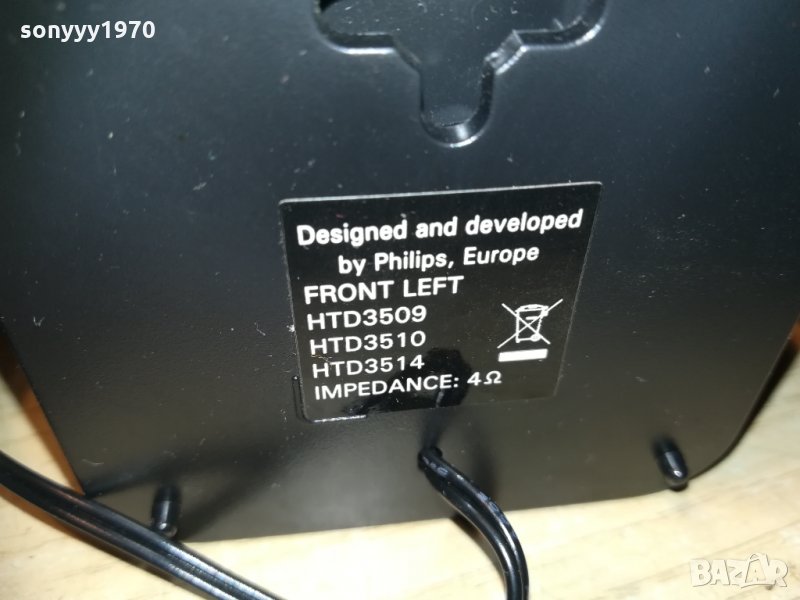 sonyyy1970
Designed and developed
by Philips, Europe
FRONT LEFT
HTD3509
HTD3510
HTD3514
IMPEDANCE: 4Ω
BAZAR